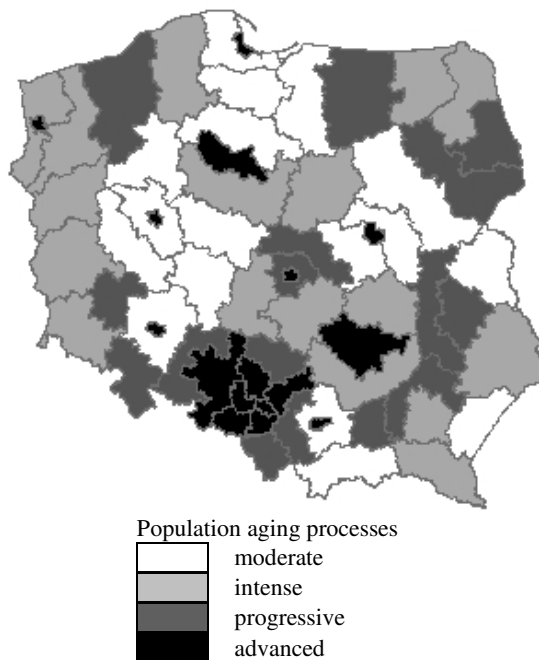 Population aging processes
moderate
intense
progressive
advanced